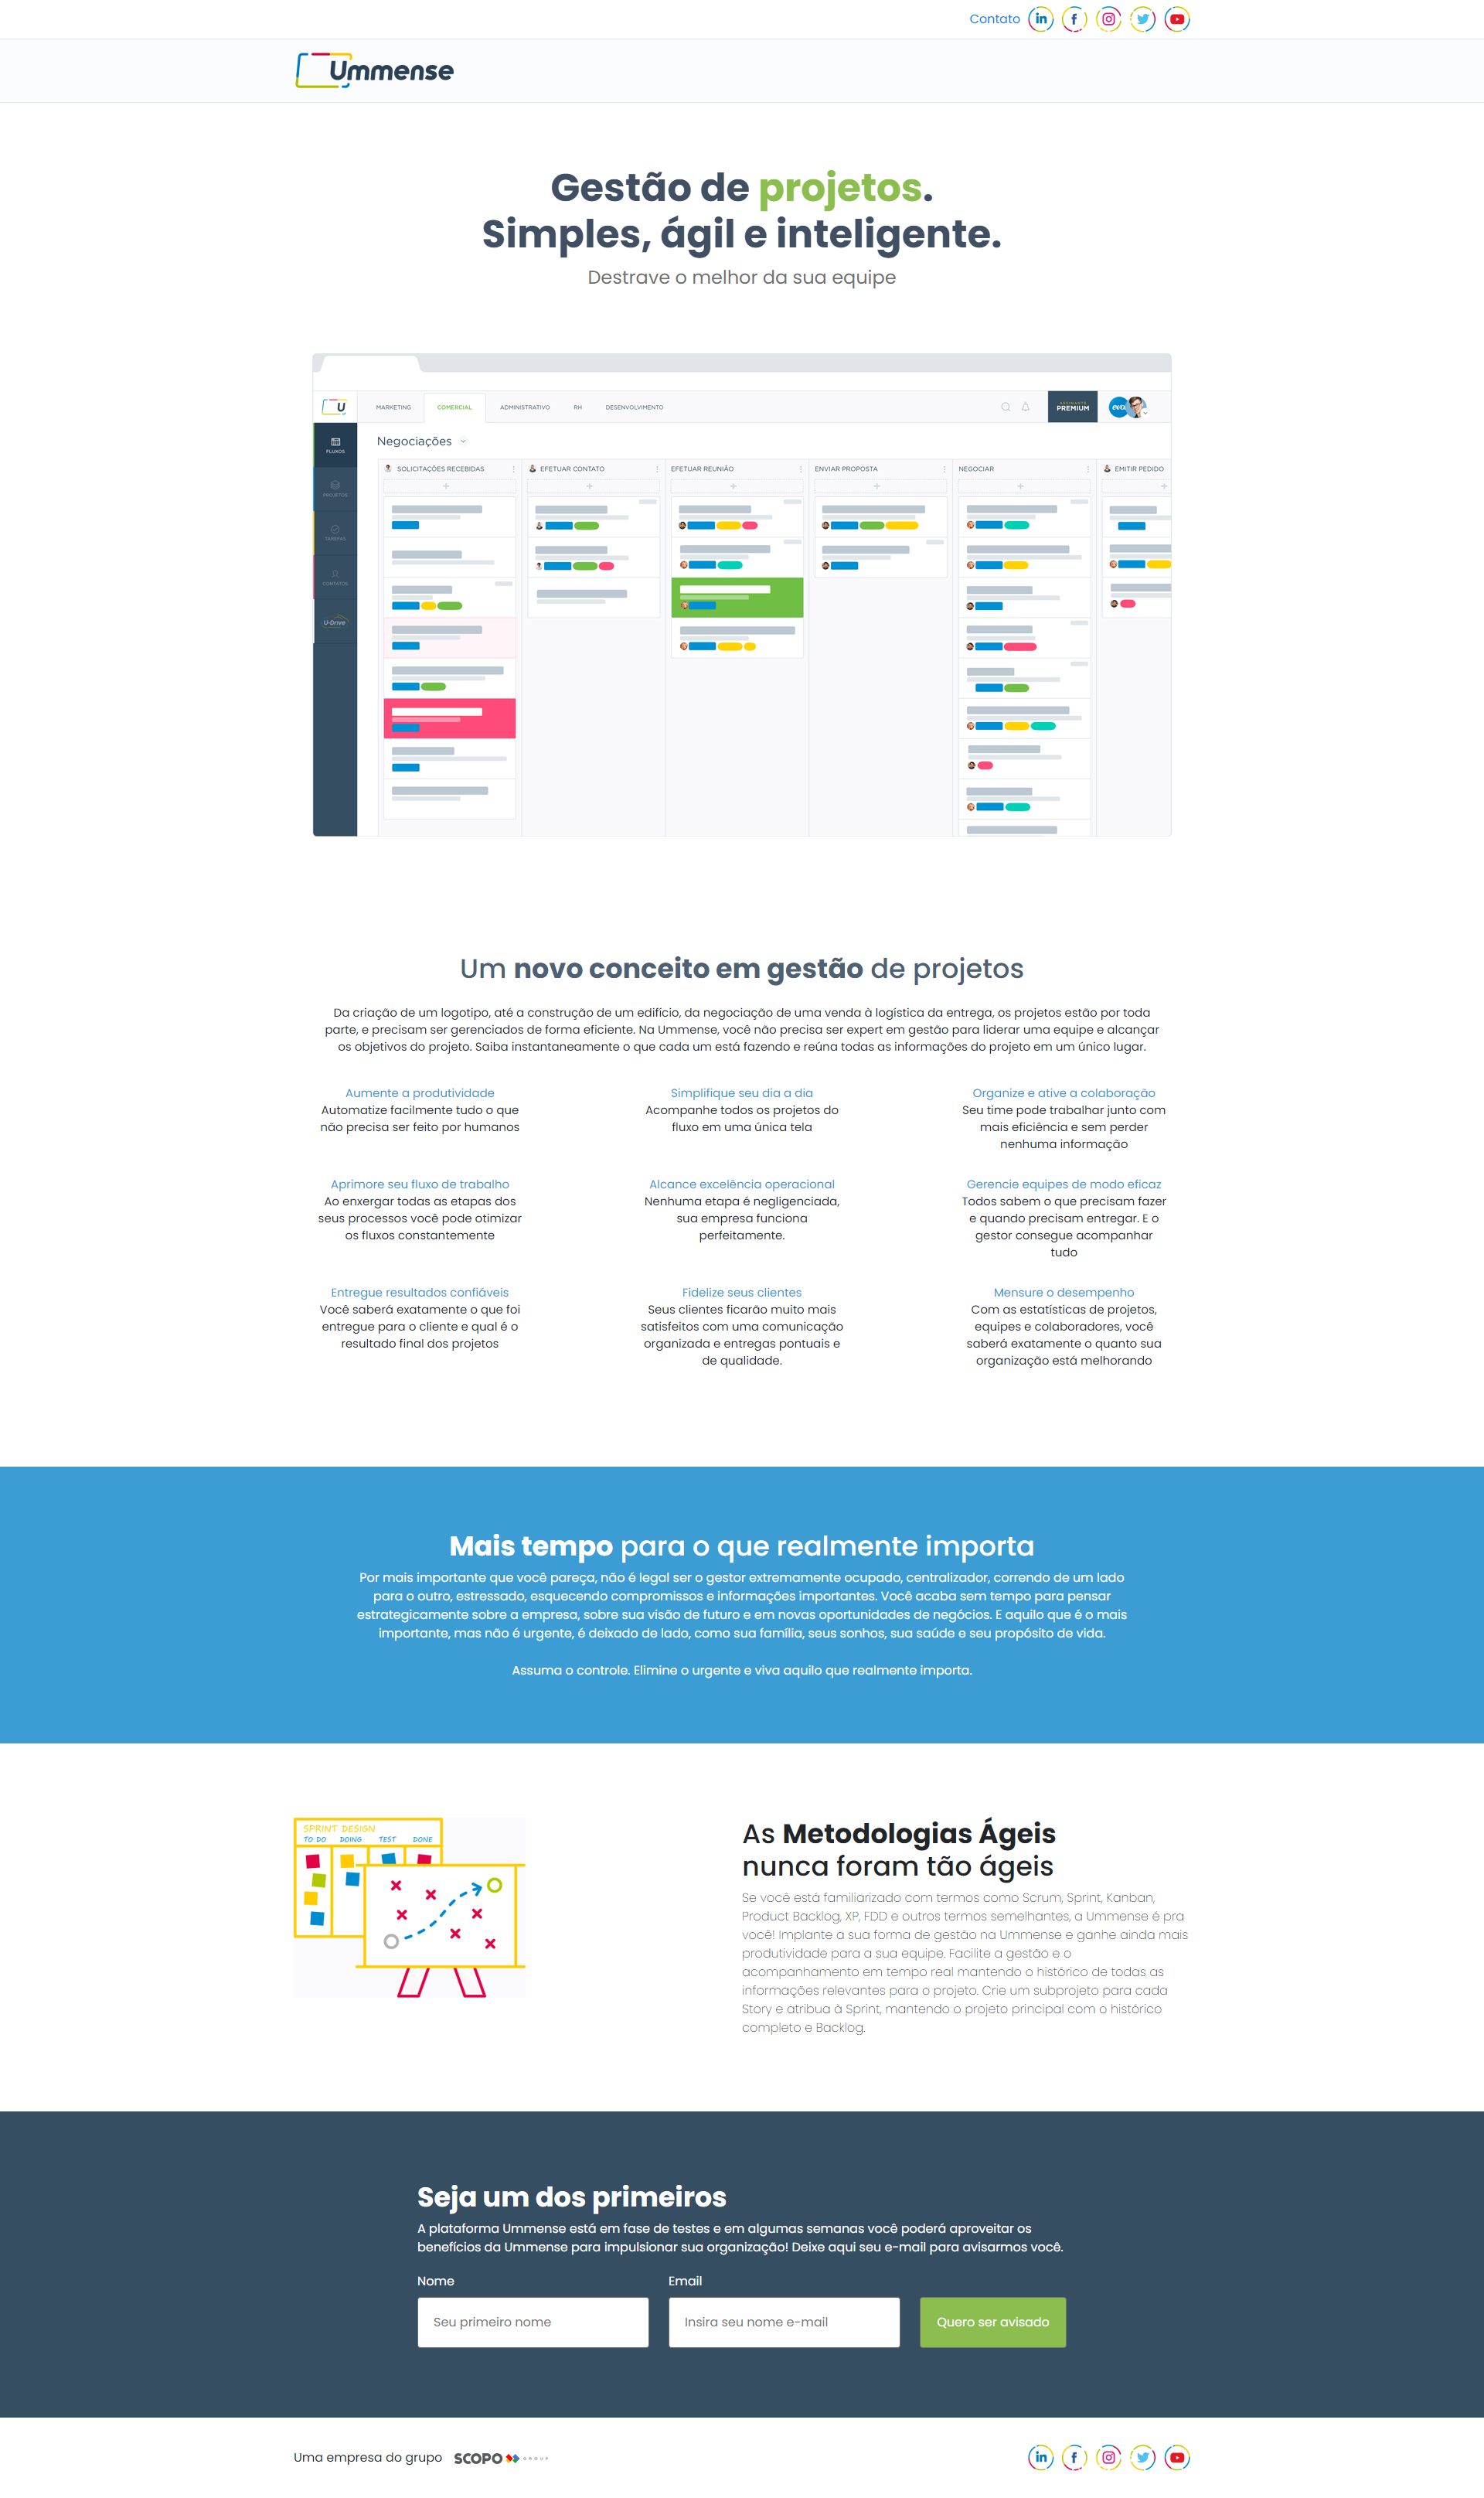 Contato
Ummense
Gestão de projetos.
Simples, ágil e inteligente.
Destrave o melhor da sua equipe
U
MARKETING
COMERCIAL
ADMINISTRATIVO
RH
DESENVOLVIMENTO
ASSINANTE
PREMIUM
FLUXOS
PROJETOS
TAREFAS
CONTATOS
U-Drive
Negociações
SOLICITAÇÕES RECEBIDAS
EFETUAR CONTATO
EFETUAR REUNIÃO
ENVIAR PROPOSTA
NEGOCIAR
EMITIR PEDIDO
Um novo conceito em gestão de projetos
Da criação de um logotipo, até a construção de um edifício, da negociação de uma venda à logística da entrega, os projetos estão por toda
parte, e precisam ser gerenciados de forma eficiente. Na Ummense, você não precisa ser expert em gestão para liderar uma equipe e alcançar
os objetivos do projeto. Saiba instantaneamente o que cada um está fazendo e reúna todas as informações do projeto em um único lugar.
Aumente a produtividade
Automatize facilmente tudo o que
não precisa ser feito por humanos
Simplifique seu dia a dia
Acompanhe todos os projetos do
fluxo em uma única tela
Organize e ative a colaboração
Seu time pode trabalhar junto com
mais eficiência e sem perder
nenhuma informação
Aprimore seu fluxo de trabalho
Ao enxergar todas as etapas dos
seus processos você pode otimizar
os fluxos constantemente
Alcance excelência operacional
Nenhuma etapa é negligenciada,
sua empresa funciona
perfeitamente.
Gerencie equipes de modo eficaz
Todos sabem o que precisam fazer
e quando precisam entregar. E o
gestor consegue acompanhar
tudo
Entregue resultados confiáveis
Você saberá exatamente o que foi
entregue para o cliente e qual é o
resultado final dos projetos
Fidelize seus clientes
Seus clientes ficarão muito mais
satisfeitos com uma comunicação
organizada e entregas pontuais e
de qualidade.
Mensure o desempenho
Com as estatísticas de projetos,
equipes e colaboradores, você
saberá exatamente o quanto sua
organização está melhorando
Mais tempo para o que realmente importa
Por mais importante que você pareça, não é legal ser o gestor extremamente ocupado, centralizador, correndo de um lado
para o outro, estressado, esquecendo compromissos e informações importantes. Você acaba sem tempo para pensar
estrategicamente sobre a empresa, sobre sua visão de futuro e em novas oportunidades de negócios. E aquilo que é o mais
importante, mas não é urgente, é deixado de lado, como sua família, seus sonhos, sua saúde e seu propósito de vida.
Assuma o controle. Elimine o urgente e viva aquilo que realmente importa.
SPRINT DESIGN
TO DO DOING TEST DONE
As Metodologias Ágeis
nunca foram tão ágeis
Se você está familiarizado com termos como Scrum, Sprint, Kanban,
Product Backlog, XP, FDD e outros termos semelhantes, a Ummense é pra
você! Implante a sua forma de gestão na Ummense e ganhe ainda mais
produtividade para a sua equipe. Facilite a gestão e o
acompanhamento em tempo real mantendo o histórico de todas as
informações relevantes para o projeto. Crie um subprojeto para cada
Story e atribua à Sprint, mantendo o projeto principal com o histórico
completo e Backlog.
Seja um dos primeiros
A plataforma Ummense está em fase de testes e em algumas semanas você poderá aproveitar os
benefícios da Ummense para impulsionar sua organização! Deixe aqui seu e-mail para avisarmos você.
Nome
Email
Seu primeiro nome
Insira seu nome e-mail
Quero ser avisado
Uma empresa do grupo SCOPO GROUP